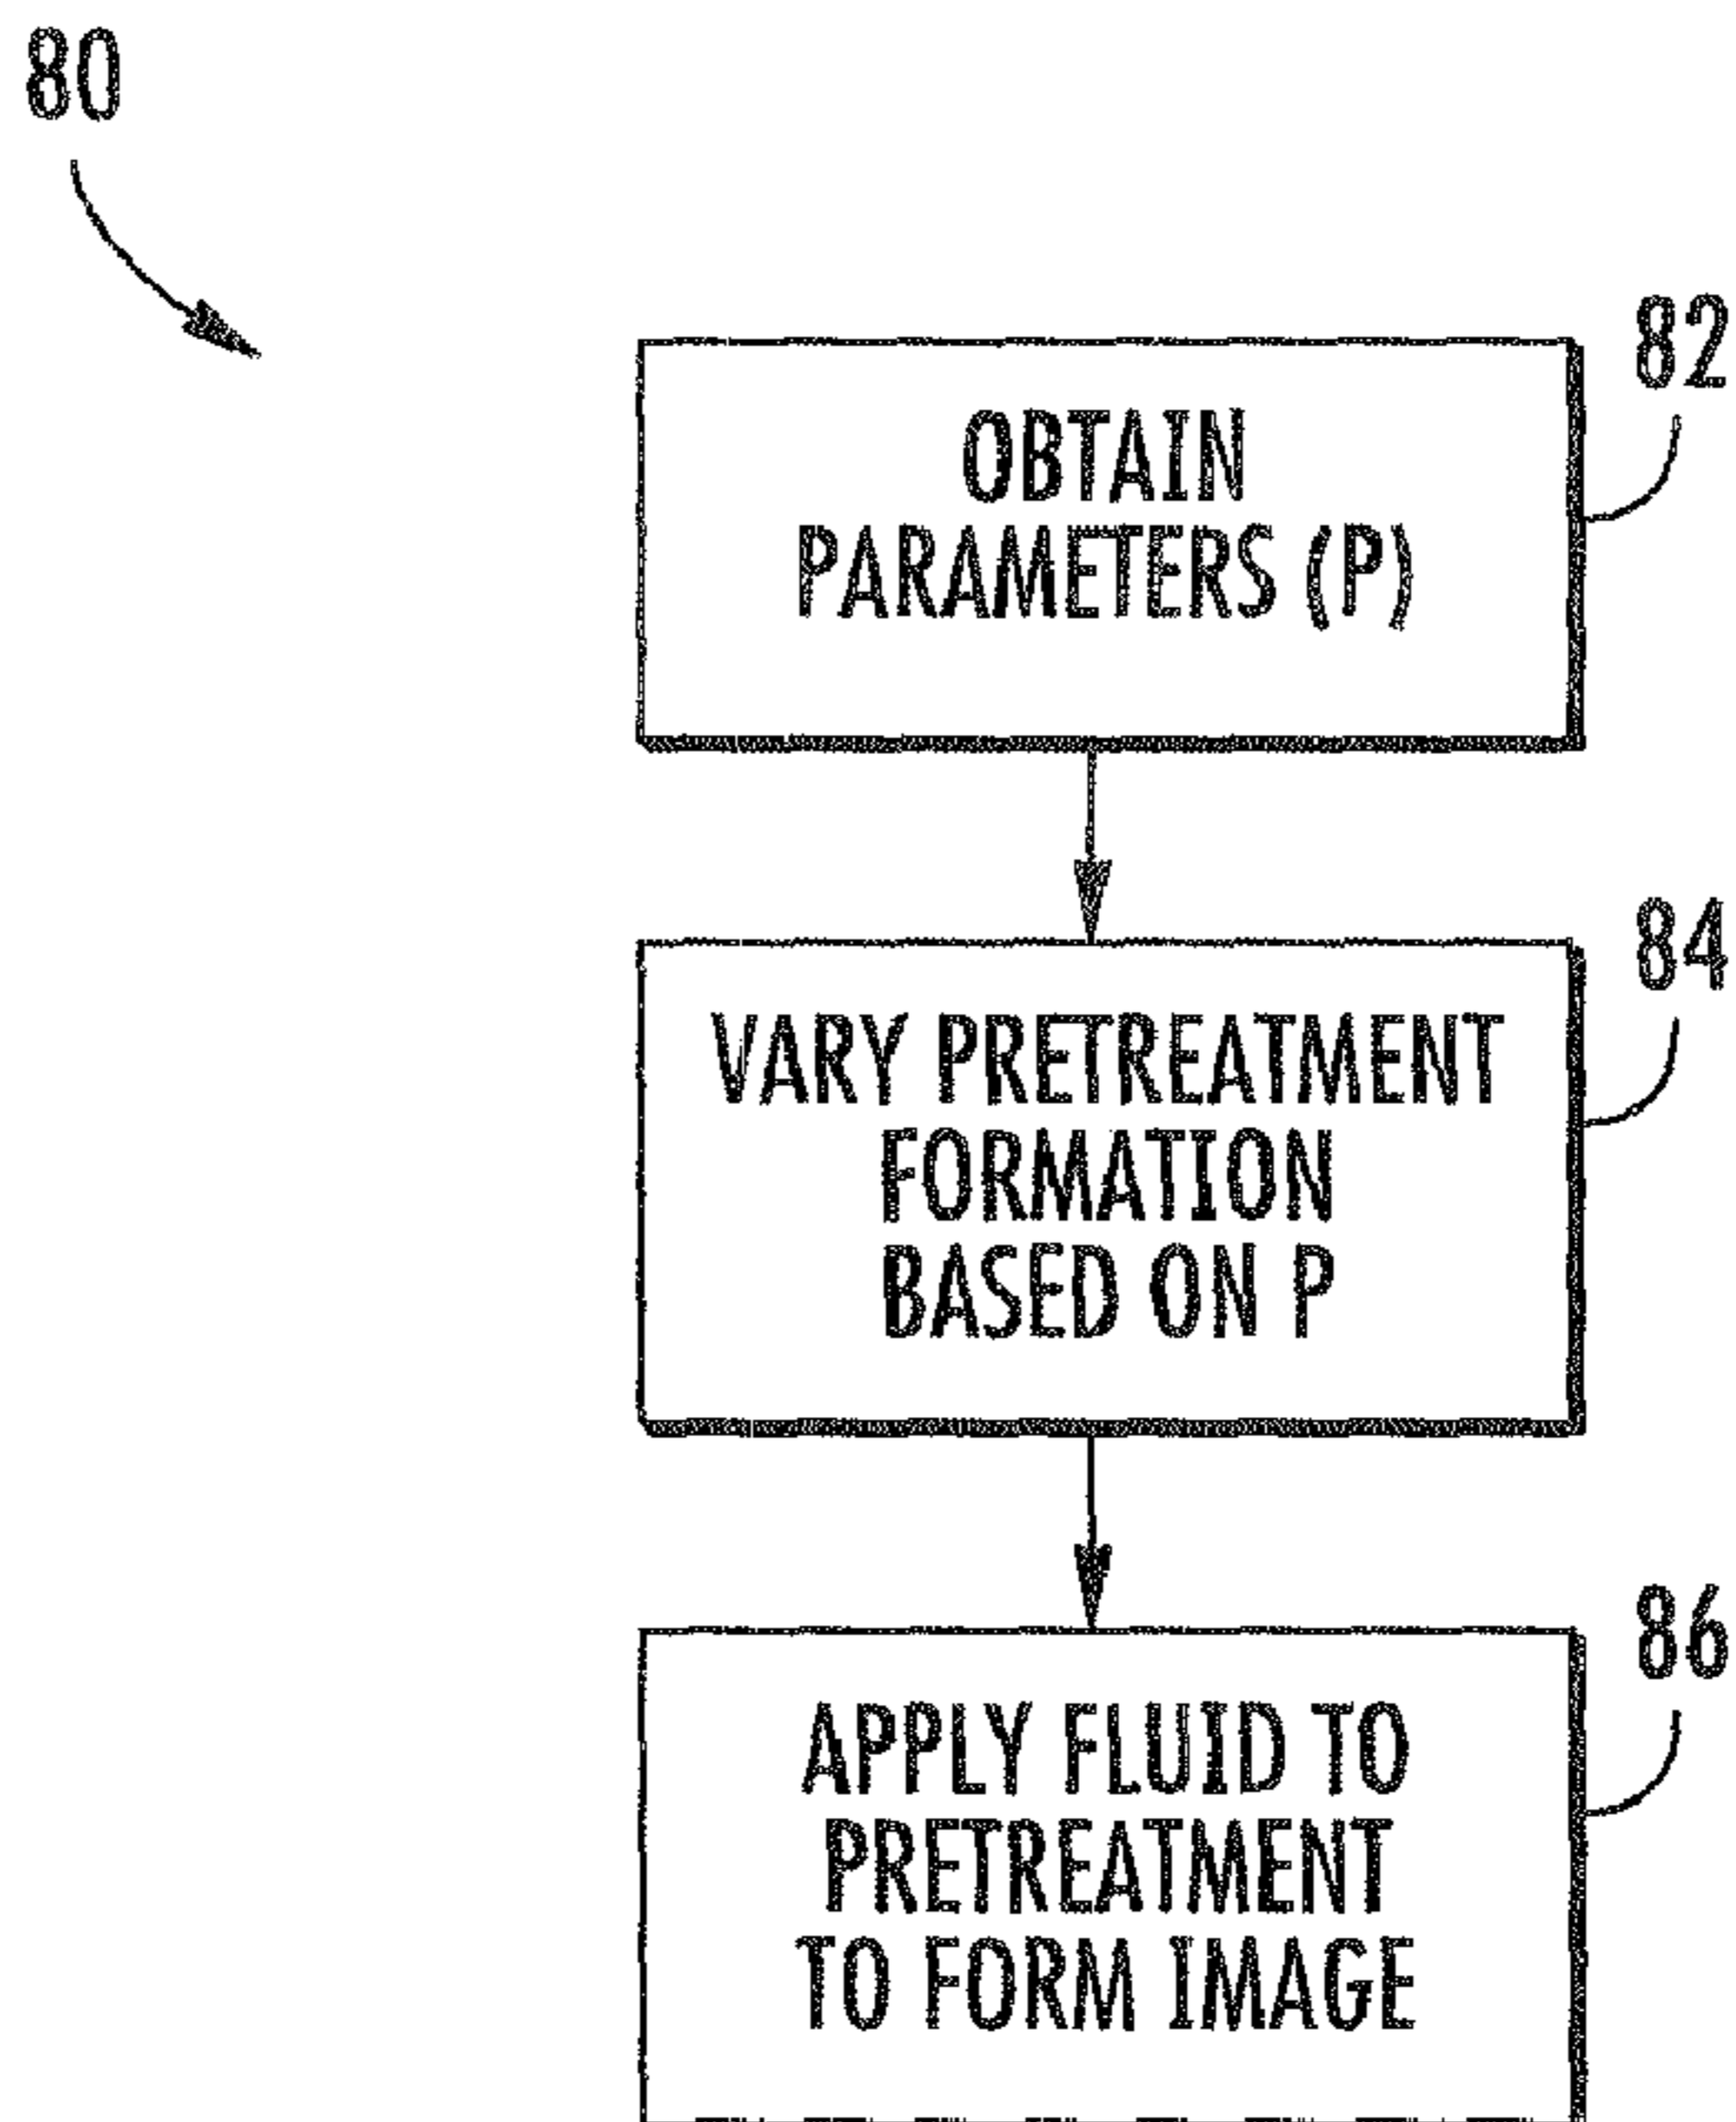 80
82
OBTAIN
PARAMETERS (P)
84
VARY PRETREATMENT
FORMATION
BASED ON P
86
APPLY FLUID TO
PRETREATMENT
TO FORM IMAGE